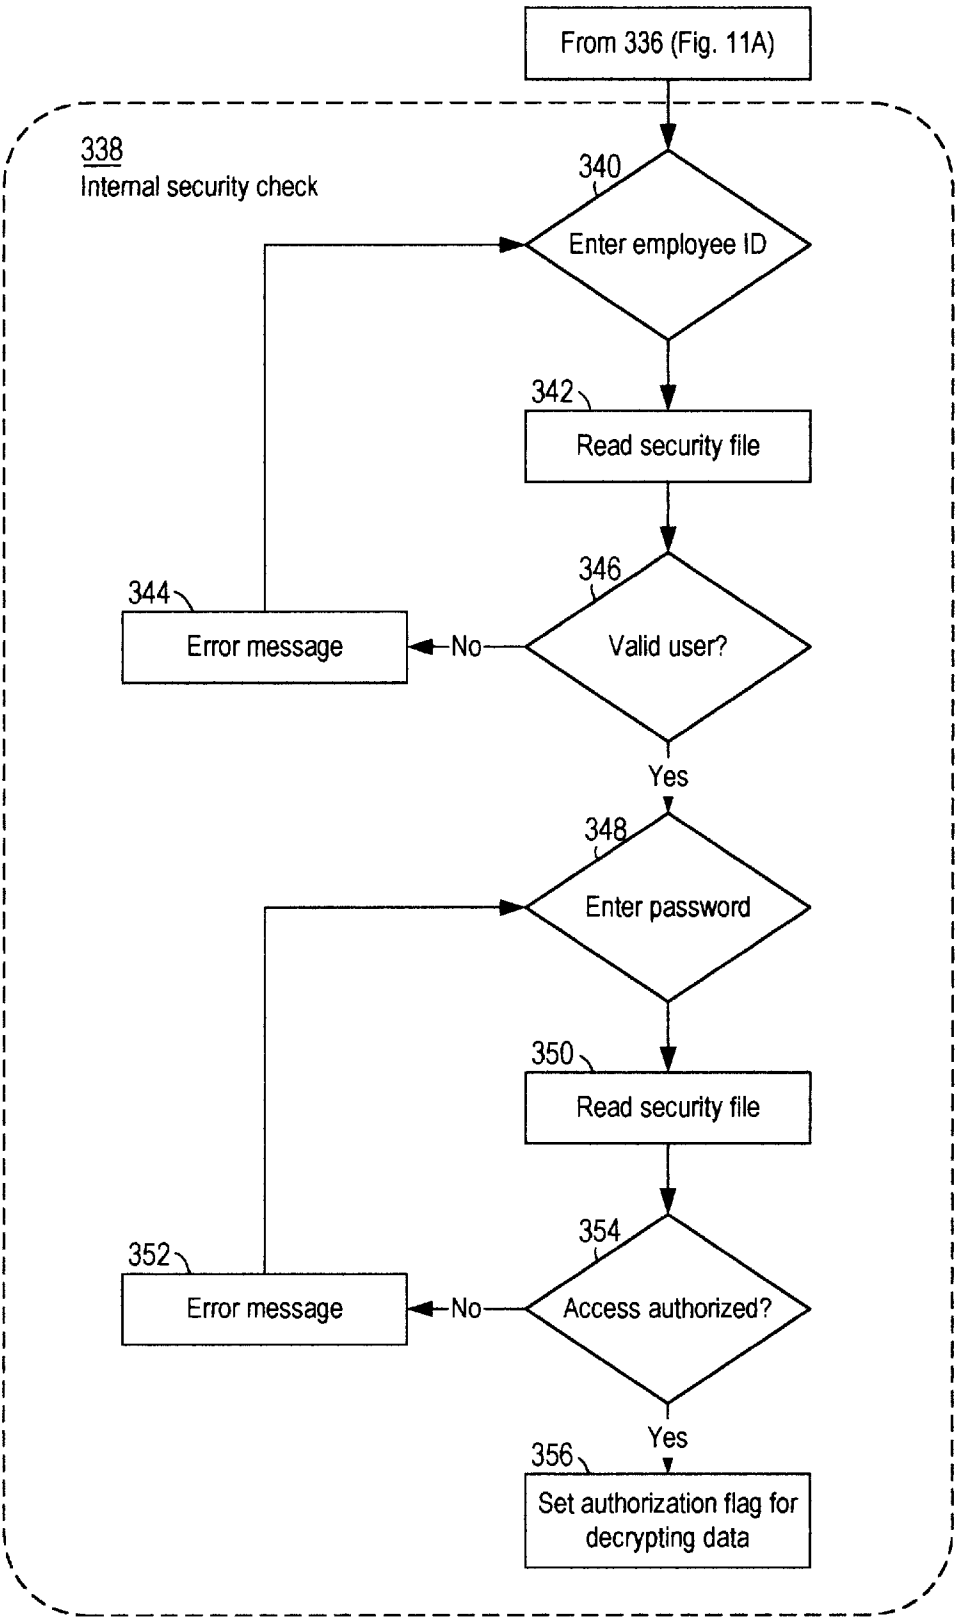 From 336 (Fig. 11A)
338
Internal security check
340
Enter employee ID
342
Read security file
344
Error message
No
346
Valid user?
Yes
348
Enter password
350
Read security file
352
Error message
No
354
Access authorized?
Yes
356
Set authorization flag for
decrypting data